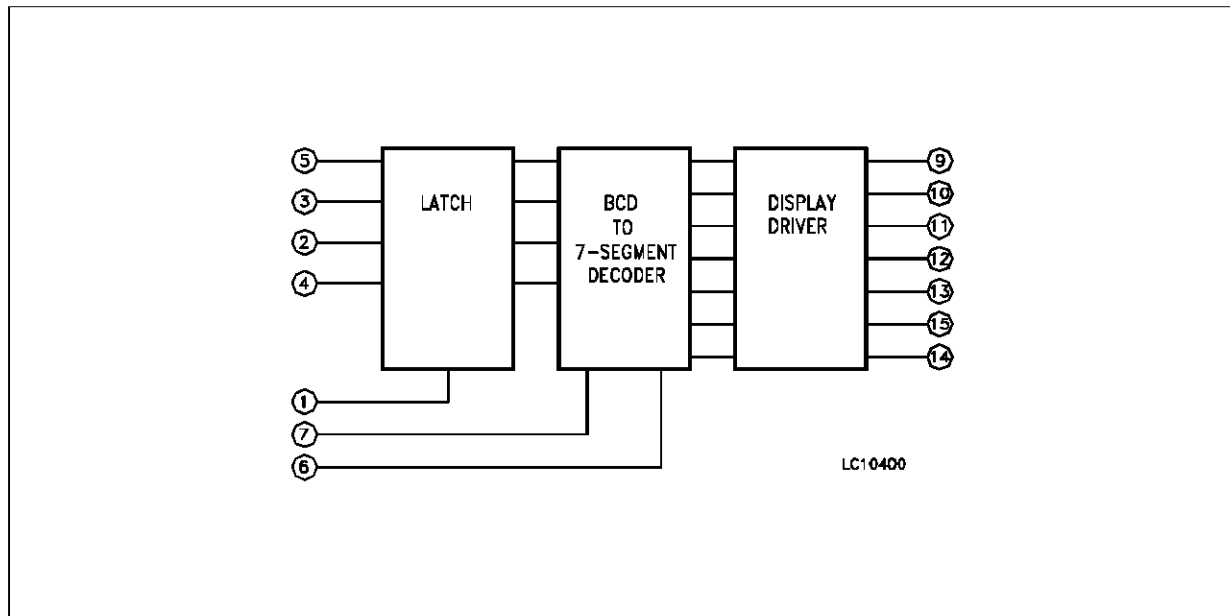 5
3
2
4
1
7
6
LATCH
BCD
TO
7-SEGMENT
DECODER
DISPLAY
DRIVER
9
10
11
12
13
15
14
LC10400